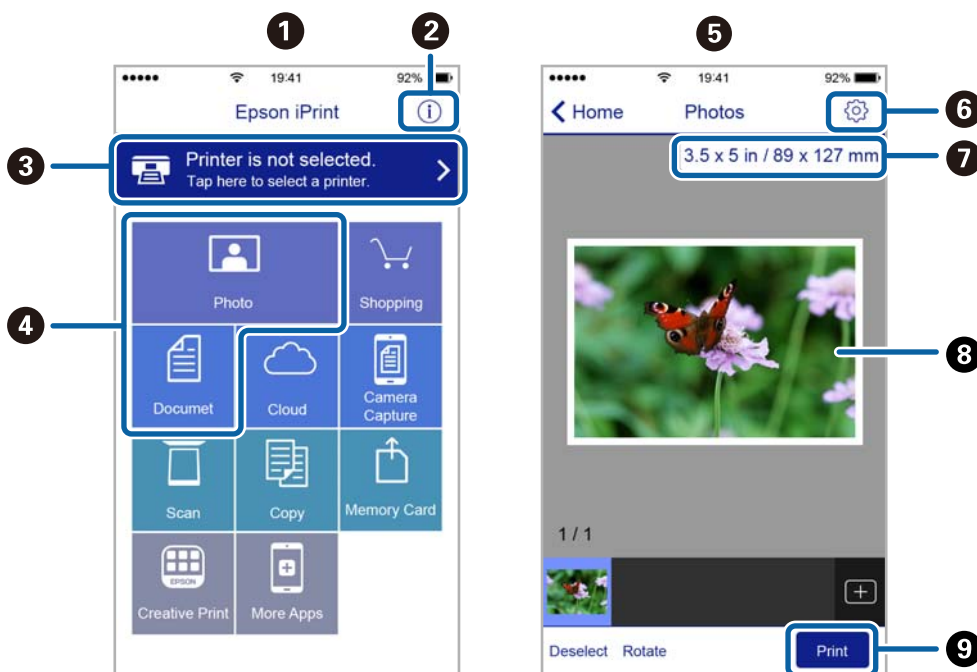 1
2
19:41
92%
Epson iPrint
3
Printer is not selected.
Tap here to select a printer.
4
Photo
Shopping
Documet
Cloud
Camera
Capture
Scan
Copy
Memory Card
EPSON
Creative Print
More Apps
5
19:41
92%
Home
Photos
6
3.5 x 5 in / 89 x 127 mm
7
8
1 / 1
Deselect
Rotate
Print
9